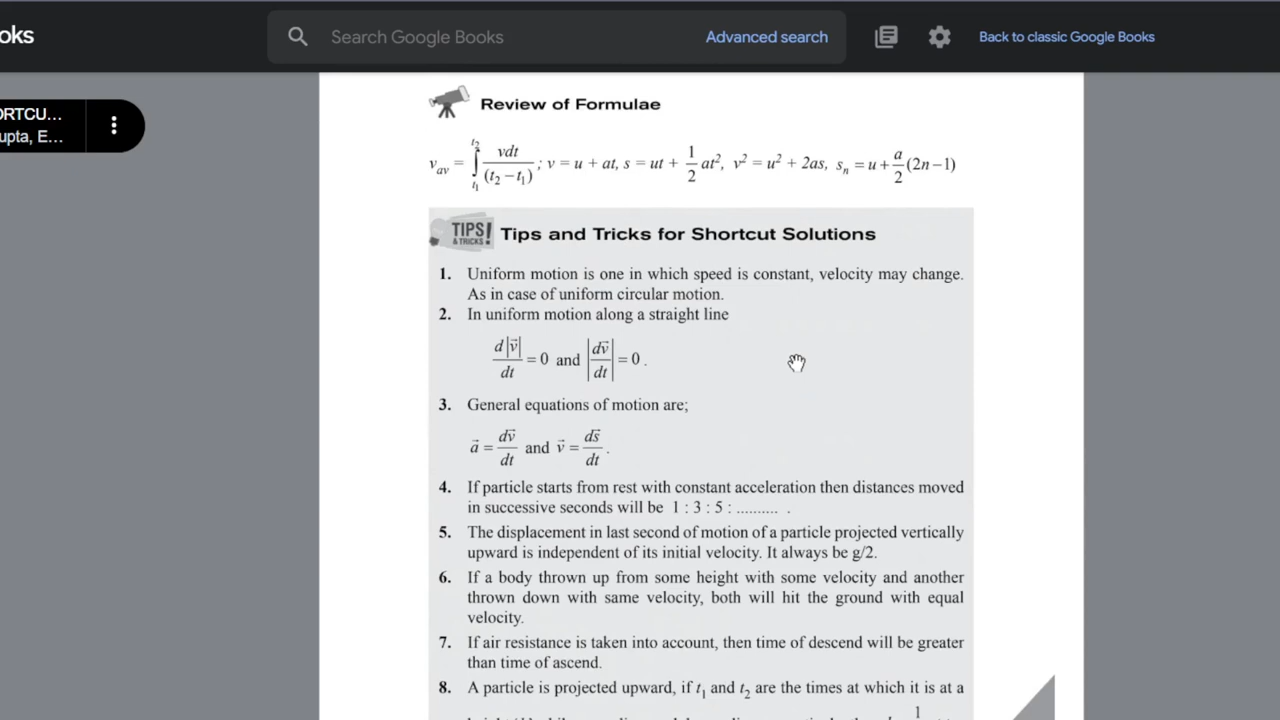 oks
Search Google Books
Advanced search
Back to classic Google Books
ORTCU...
upta, E...
Review of Formulae
v_av = ∫_{t₁}^{t₂} vdt/(t₂ – t₁) ; v = u + at, s = ut + 1/2 at², v² = u² + 2as, sₙ = u + a/2 (2n – 1)
TIPS!
& TRICKS
Tips and Tricks for Shortcut Solutions
1. Uniform motion is one in which speed is constant, velocity may change.
As in case of uniform circular motion.
2. In uniform motion along a straight line
d|v⃗|/dt = 0 and |dv⃗/dt| = 0 .
3. General equations of motion are;
a⃗ = dv⃗/dt and v⃗ = ds⃗/dt .
4. If particle starts from rest with constant acceleration then distances moved
in successive seconds will be 1 : 3 : 5 : .......... .
5. The displacement in last second of motion of a particle projected vertically
upward is independent of its initial velocity. It always be g/2.
6. If a body thrown up from some height with some velocity and another
thrown down with same velocity, both will hit the ground with equal
velocity.
7. If air resistance is taken into account, then time of descend will be greater
than time of ascend.
8. A particle is projected upward, if t₁ and t₂ are the times at which it is at a